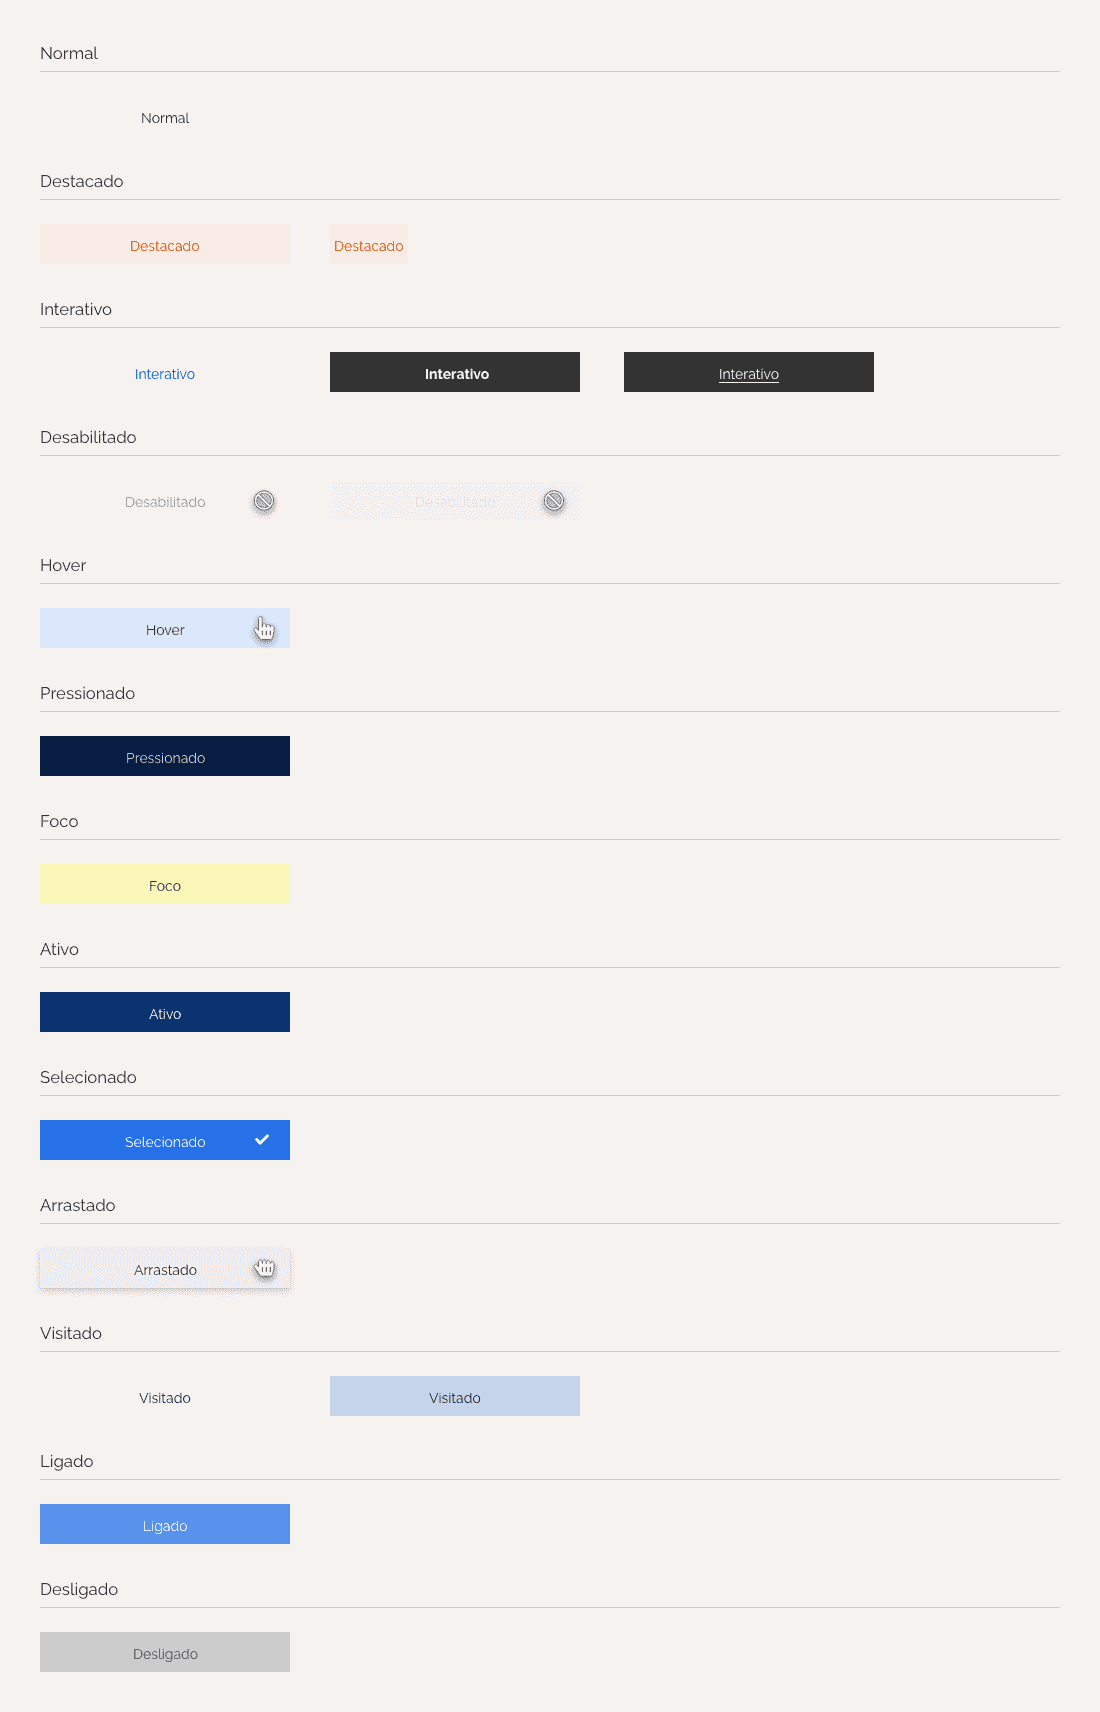 Normal
Normal
Destacado
Destacado Destacado
Interativo
Interativo Interativo Interativo
Desabilitado
Desabilitado Desabilitado
Hover
Hover
Pressionado
Pressionado
Foco
Foco
Ativo
Ativo
Selecionado
Selecionado
Arrastado
Arrastado
Visitado
Visitado Visitado
Ligado
Ligado
Desligado
Desligado